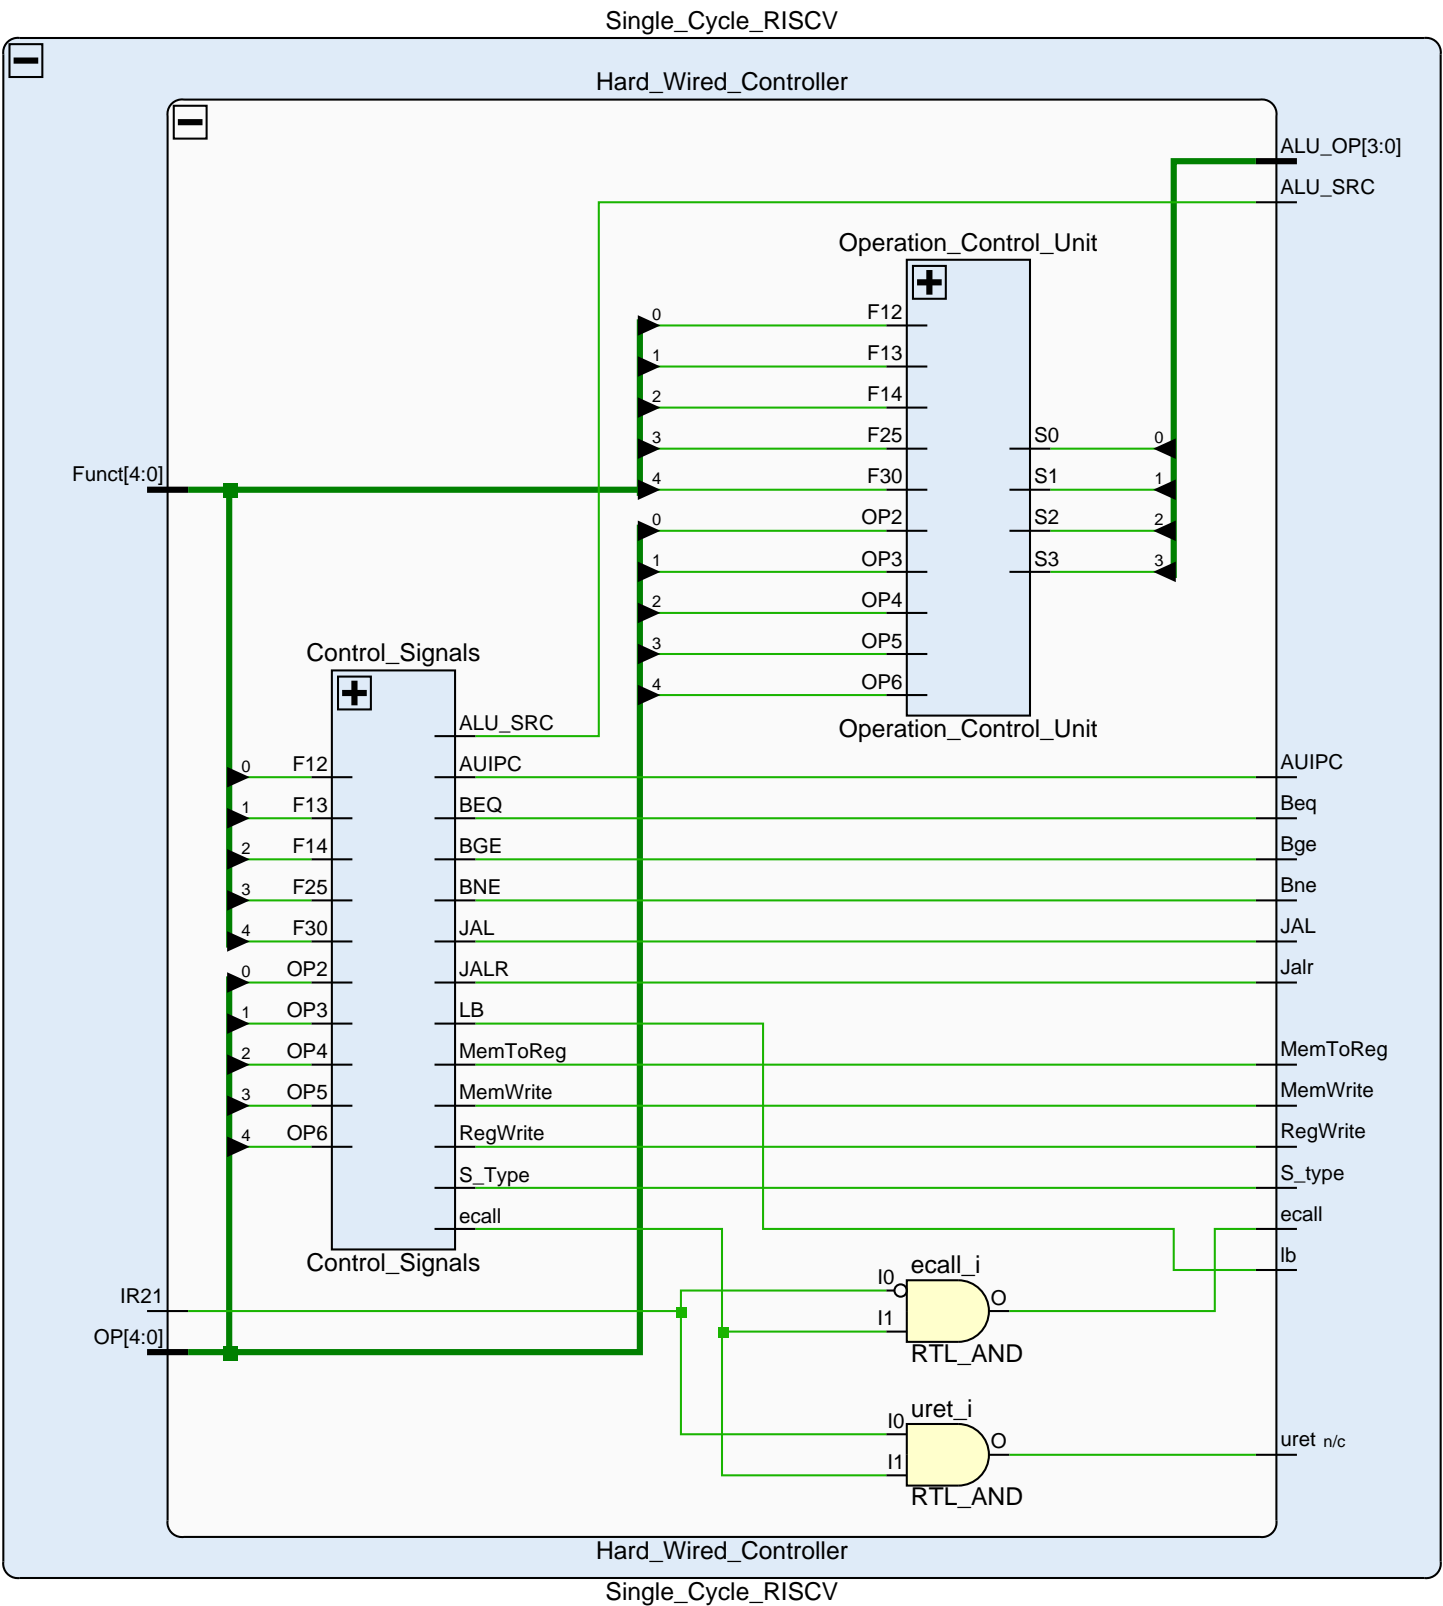 Single_Cycle_RISCV
Hard_Wired_Controller
ALU_OP[3:0]
ALU_SRC
Operation_Control_Unit
0 F12
1 F13
2 F14
3 F25 S0 0
Funct[4:0] 4 F30 S1 1
0 OP2 S2 2
1 OP3 S3 3
2 OP4
3 OP5
Control_Signals
4 OP6
ALU_SRC Operation_Control_Unit
0 F12 AUIPC AUIPC
1 F13 BEQ Beq
2 F14 BGE Bge
3 F25 BNE Bne
4 F30 JAL JAL
0 OP2 JALR Jalr
1 OP3 LB
2 OP4 MemToReg MemToReg
3 OP5 MemWrite MemWrite
4 OP6 RegWrite RegWrite
S_Type S_type
ecall ecall
Control_Signals ecall_i lb
IR21 I0 O
I1
OP[4:0] RTL_AND
uret_i
I0 O uret n/c
I1
RTL_AND
Hard_Wired_Controller
Single_Cycle_RISCV